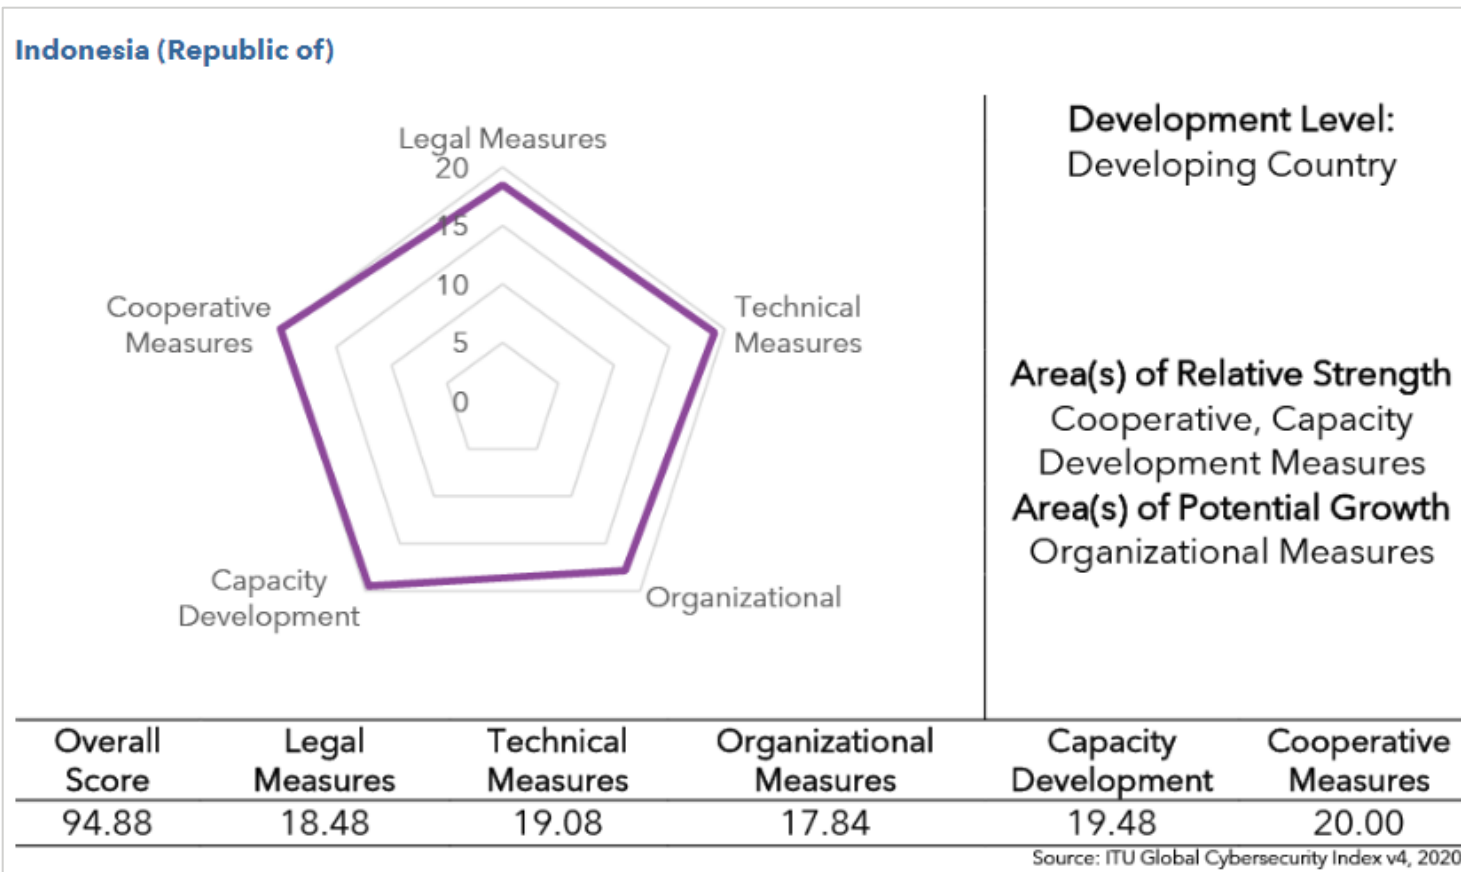 Indonesia (Republic of)
Legal Measures
20
15
10
5
0
Technical
Measures
Organizational
Capacity
Development
Cooperative
Measures
Development Level:
Developing Country
Area(s) of Relative Strength
Cooperative, Capacity
Development Measures
Area(s) of Potential Growth
Organizational Measures
Overall Score Legal Measures Technical Measures Organizational Measures Capacity Development Cooperative Measures
94.88 18.48 19.08 17.84 19.48 20.00
Source: ITU Global Cybersecurity Index v4, 2020